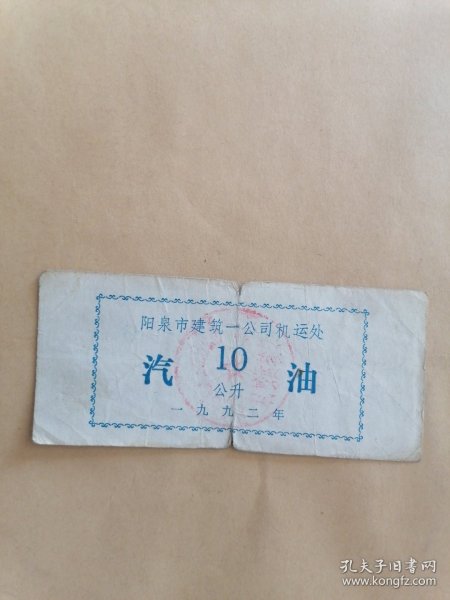 阳泉市建筑一公司机运处
汽 10 油
公升
一九九二年
孔夫子旧书网
www.kongfz.com